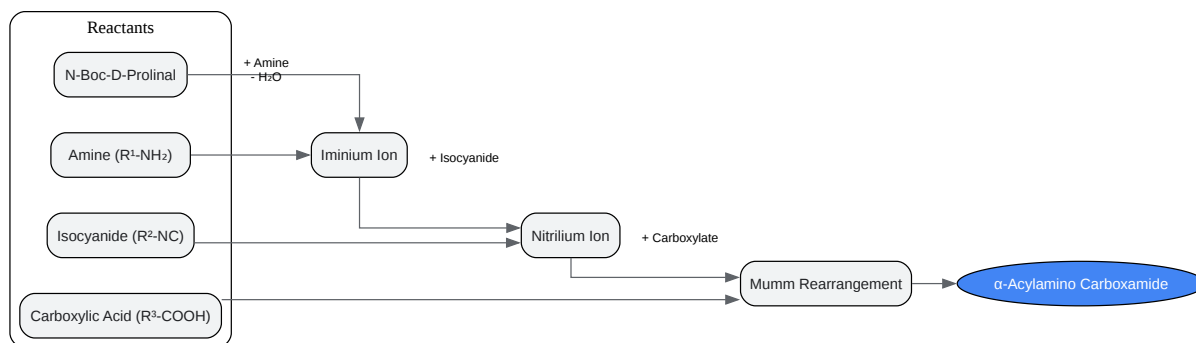 Reactants
N-Boc-D-Prolinal
+ Amine
- H₂O
Amine (R¹-NH₂)
Iminium Ion
+ Isocyanide
Isocyanide (R²-NC)
Nitrilium Ion
+ Carboxylate
Mumm Rearrangement
α-Acylamino Carboxamide
Carboxylic Acid (R³-COOH)